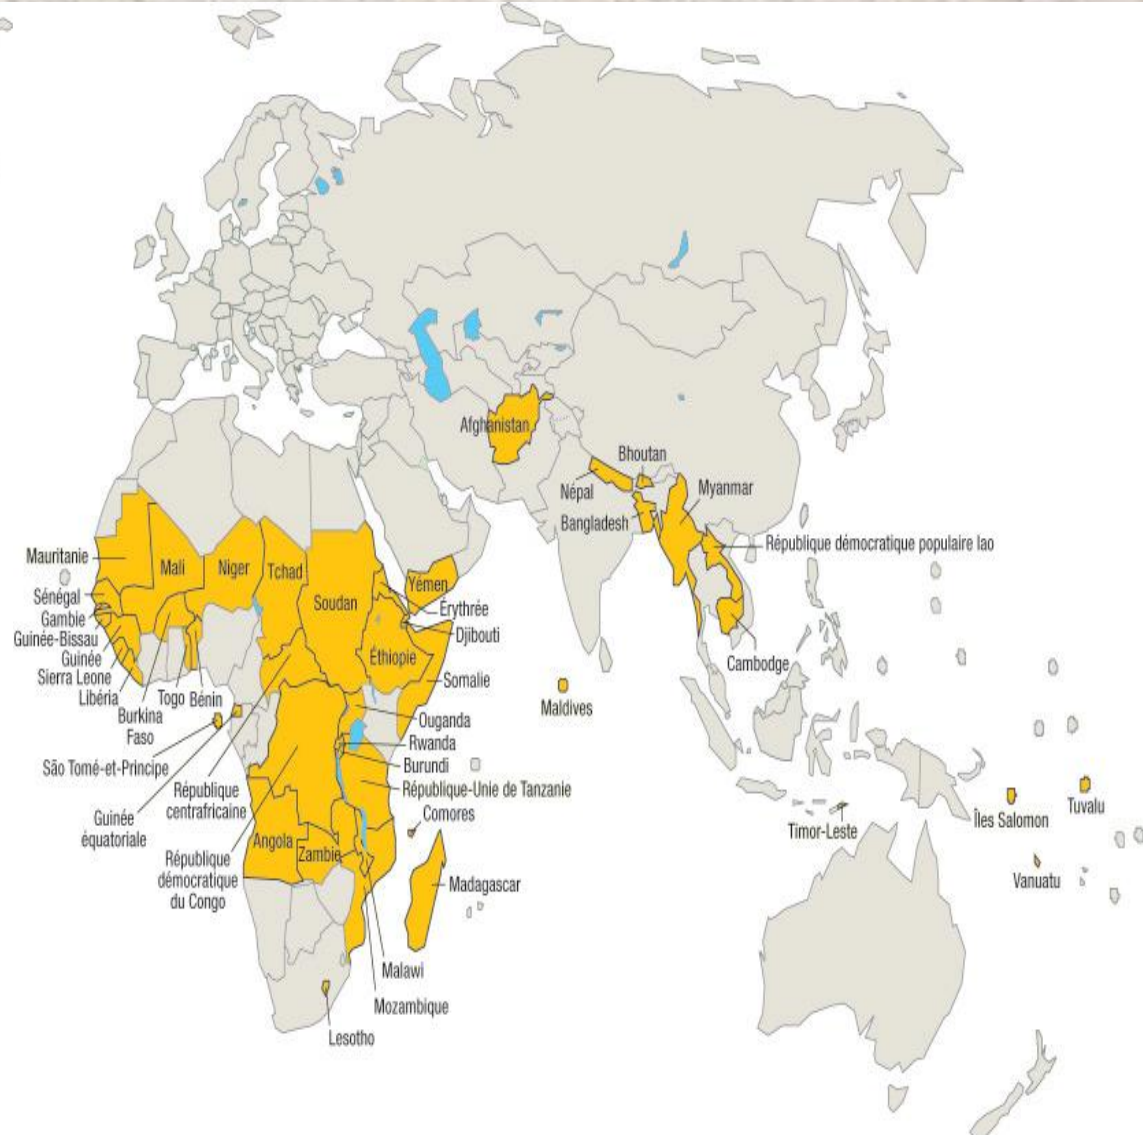 Afghanistan
Bhoutan
Népal
Myanmar
Bangladesh
République démocratique populaire lao
Mauritanie
Mali
Niger
Tchad
Yémen
Soudan
Sénégal
Érythrée
Gambie
Djibouti
Guinée-Bissau
Éthiopie
Guinée
Cambodge
Sierra Leone
Somalie
Libéria
Togo
Bénin
Maldives
Burkina
Faso
Ouganda
Rwanda
São Tomé-et-Principe
Burundi
République
centrafricaine
République-Unie de Tanzanie
Guinée
équatoriale
Comores
Tuvalu
Îles Salomon
Timor-Leste
Angola
Zambie
République
démocratique
du Congo
Madagascar
Vanuatu
Malawi
Mozambique
Lesotho